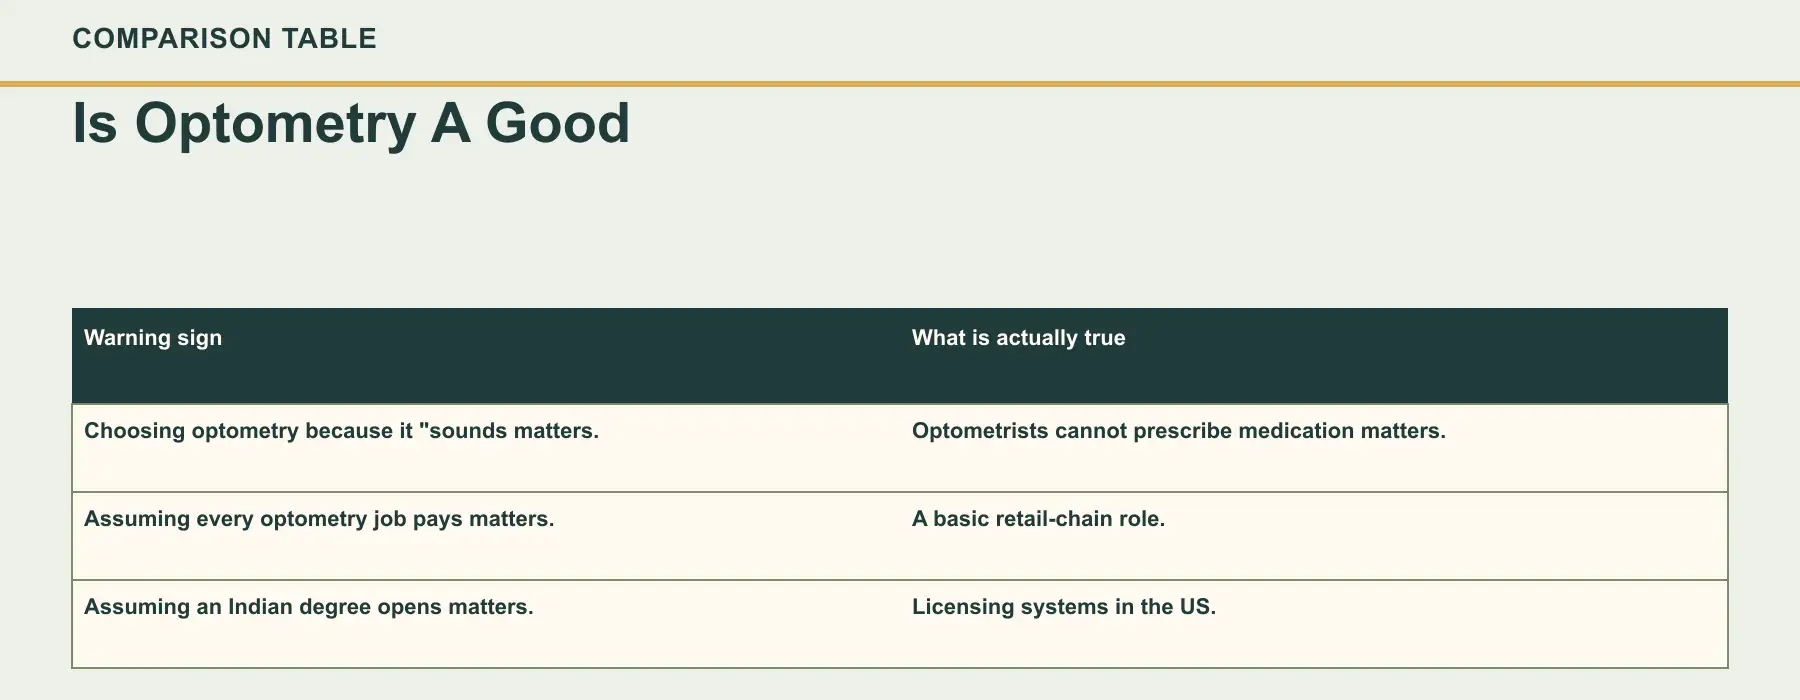 COMPARISON TABLE
Is Optometry A Good
Warning sign
What is actually true
Choosing optometry because it "sounds matters.
Optometrists cannot prescribe medication matters.
Assuming every optometry job pays matters.
A basic retail-chain role.
Assuming an Indian degree opens matters.
Licensing systems in the US.